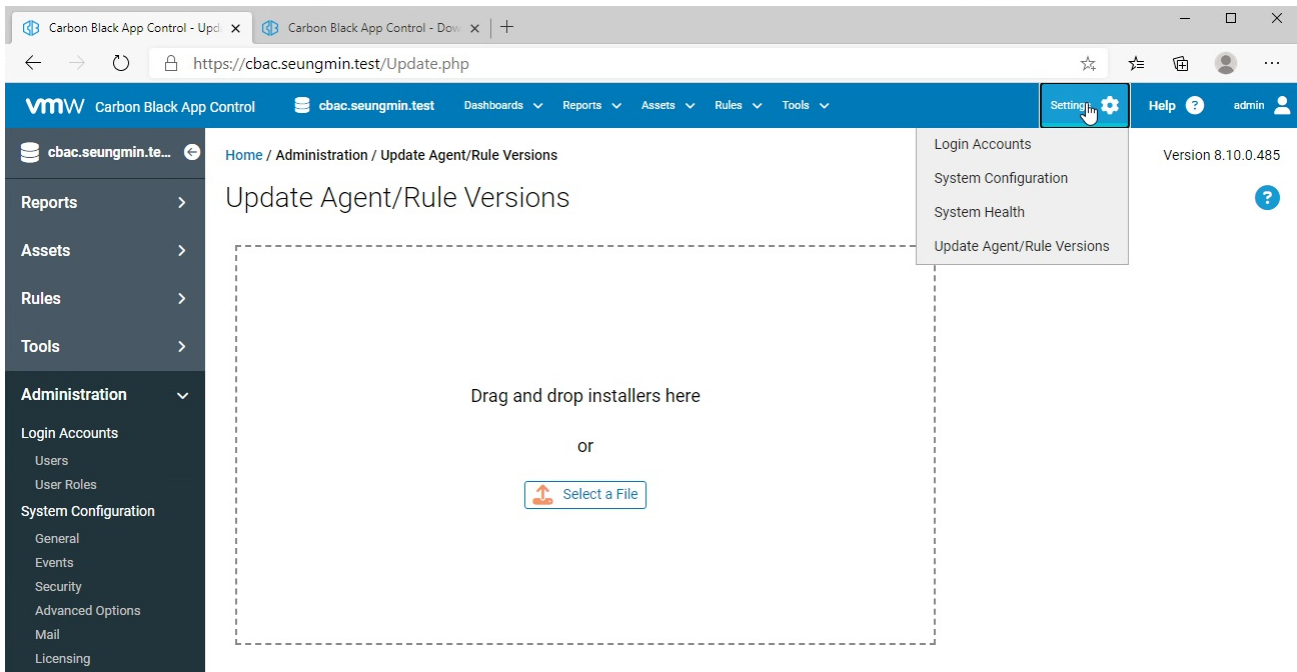 Carbon Black App Control - Upd
Carbon Black App Control - Dow
https://cbac.seungmin.test/Update.php
vmw Carbon Black App Control
cbac.seungmin.test
Dashboards
Reports
Assets
Rules
Tools
Settings
Help ?
admin
Login Accounts
System Configuration
System Health
Update Agent/Rule Versions
cbac.seungmin.te...
Reports
Assets
Rules
Tools
Administration
Login Accounts
Users
User Roles
System Configuration
General
Events
Security
Advanced Options
Mail
Licensing
Home / Administration / Update Agent/Rule Versions
Version 8.10.0.485
Update Agent/Rule Versions
?
Drag and drop installers here
or
Select a File